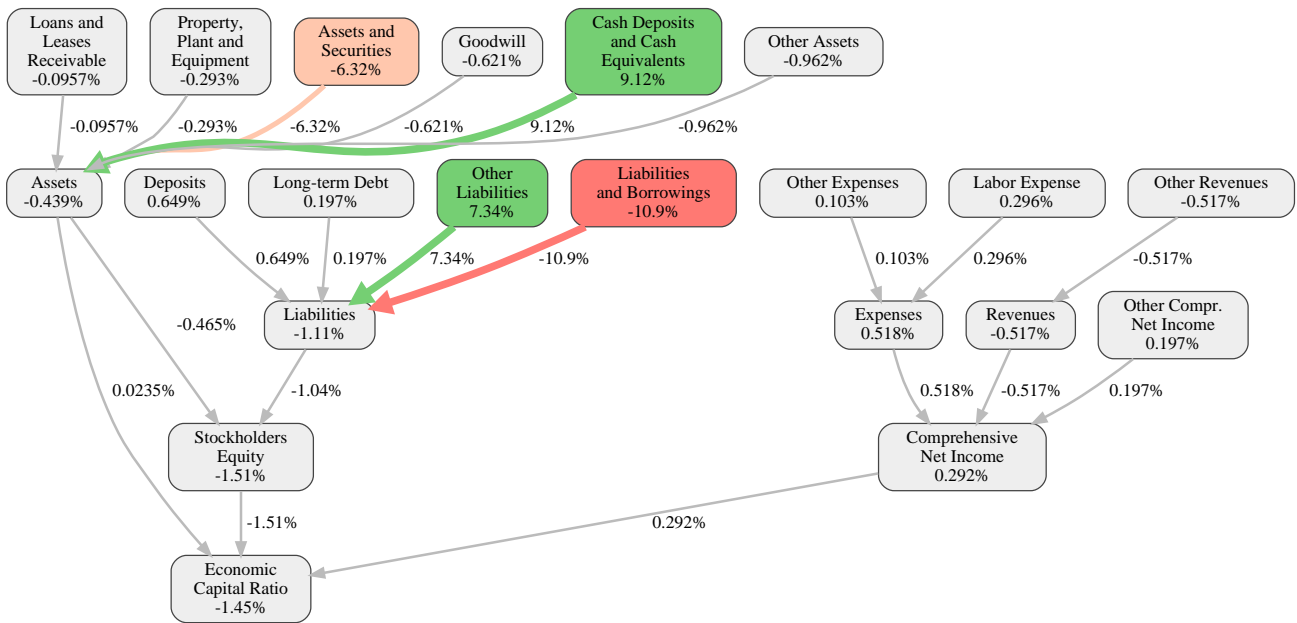 Loans and
Leases
Receivable
-0.0957%
Property,
Plant and
Equipment
-0.293%
Assets and
Securities
-6.32%
Goodwill
-0.621%
Cash Deposits
and Cash
Equivalents
9.12%
Other Assets
-0.962%
-0.0957%
-0.293%
-6.32%
-0.621%
9.12%
-0.962%
Assets
-0.439%
Deposits
0.649%
Long-term Debt
0.197%
Other
Liabilities
7.34%
Liabilities
and Borrowings
-10.9%
Other Expenses
0.103%
Labor Expense
0.296%
Other Revenues
-0.517%
0.649%
0.197%
7.34%
-10.9%
0.103%
0.296%
-0.517%
Liabilities
-1.11%
Expenses
0.518%
Revenues
-0.517%
Other Compr.
Net Income
0.197%
-0.465%
0.0235%
-1.04%
0.518%
-0.517%
0.197%
Stockholders
Equity
-1.51%
Comprehensive
Net Income
0.292%
-1.51%
0.292%
Economic
Capital Ratio
-1.45%